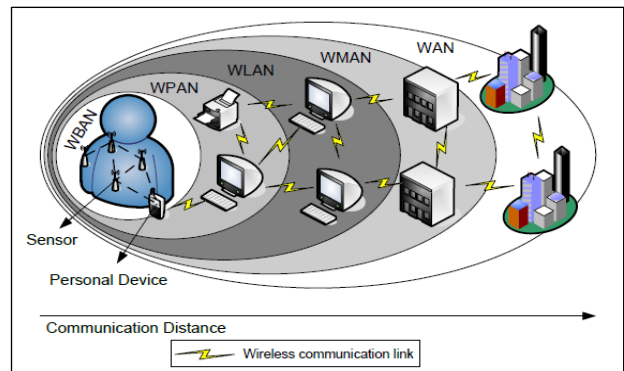 WAN
WMAN
WLAN
WPAN
WBAN
Sensor
Personal Device
Communication Distance
Wireless communication link